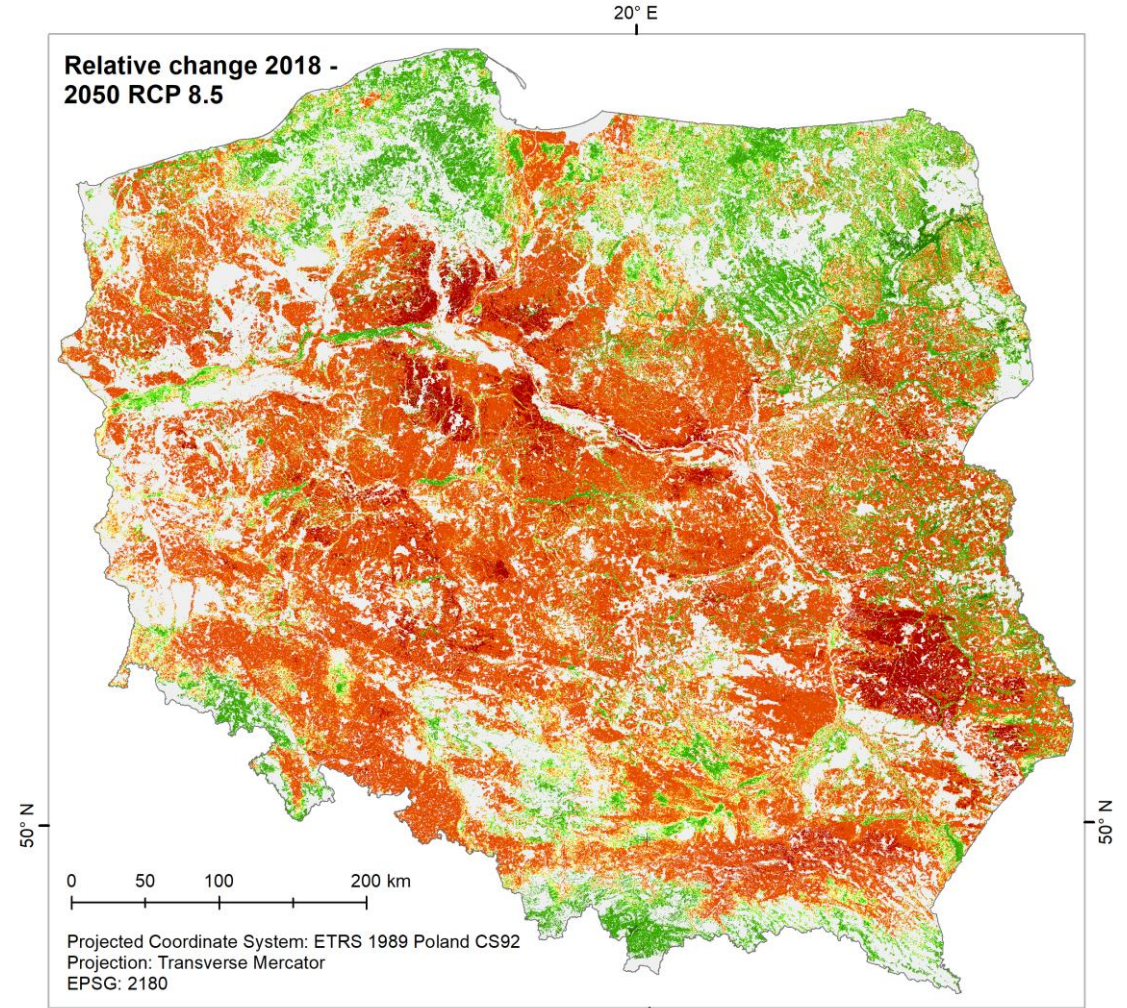 20° E
Relative change 2018 -
2050 RCP 8.5
50° N
50° N
0 50 100 200 km
Projected Coordinate System: ETRS 1989 Poland CS92
Projection: Transverse Mercator
EPSG: 2180